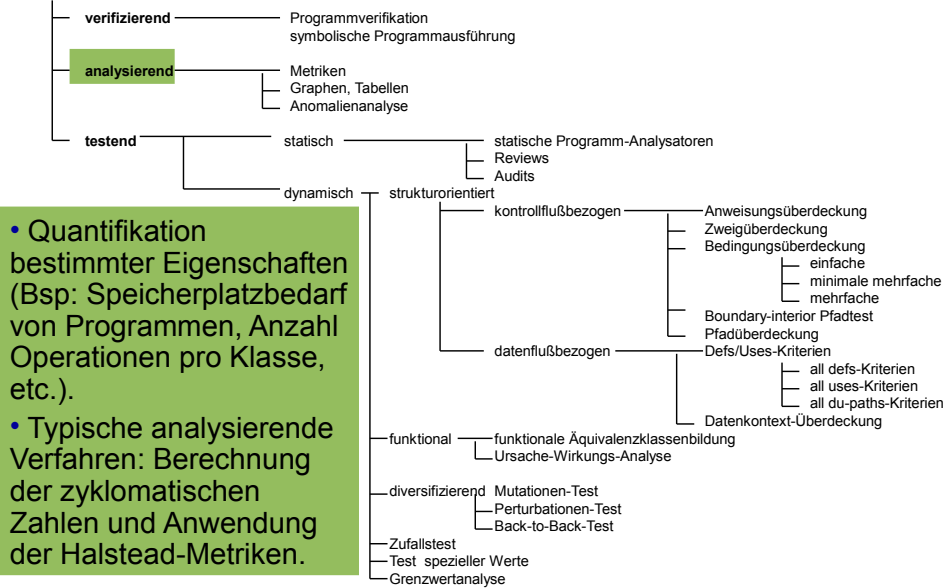 verifizierend
Programmverifikation
symbolische Programmausführung
analysierend
Metriken
Graphen, Tabellen
Anomalienanalyse
testend
statisch
statische Programm-Analysatoren
Reviews
Audits
dynamisch
strukturorientiert
kontrollflußbezogen
Anweisungsüberdeckung
Zweigüberdeckung
Bedingungsüberdeckung
einfache
minimale mehrfache
mehrfache
Boundary-interior Pfadtest
Pfadüberdeckung
datenflußbezogen
Defs/Uses-Kriterien
all defs-Kriterien
all uses-Kriterien
all du-paths-Kriterien
Datenkontext-Überdeckung
funktional
funktionale Äquivalenzklassenbildung
Ursache-Wirkungs-Analyse
diversifizierend
Mutationen-Test
Perturbationen-Test
Back-to-Back-Test
Zufallstest
Test spezieller Werte
Grenzwertanalyse
• Quantifikation
bestimmter Eigenschaften
(Bsp: Speicherplatzbedarf
von Programmen, Anzahl
Operationen pro Klasse,
etc.).
• Typische analysierende
Verfahren: Berechnung
der zyklomatischen
Zahlen und Anwendung
der Halstead-Metriken.